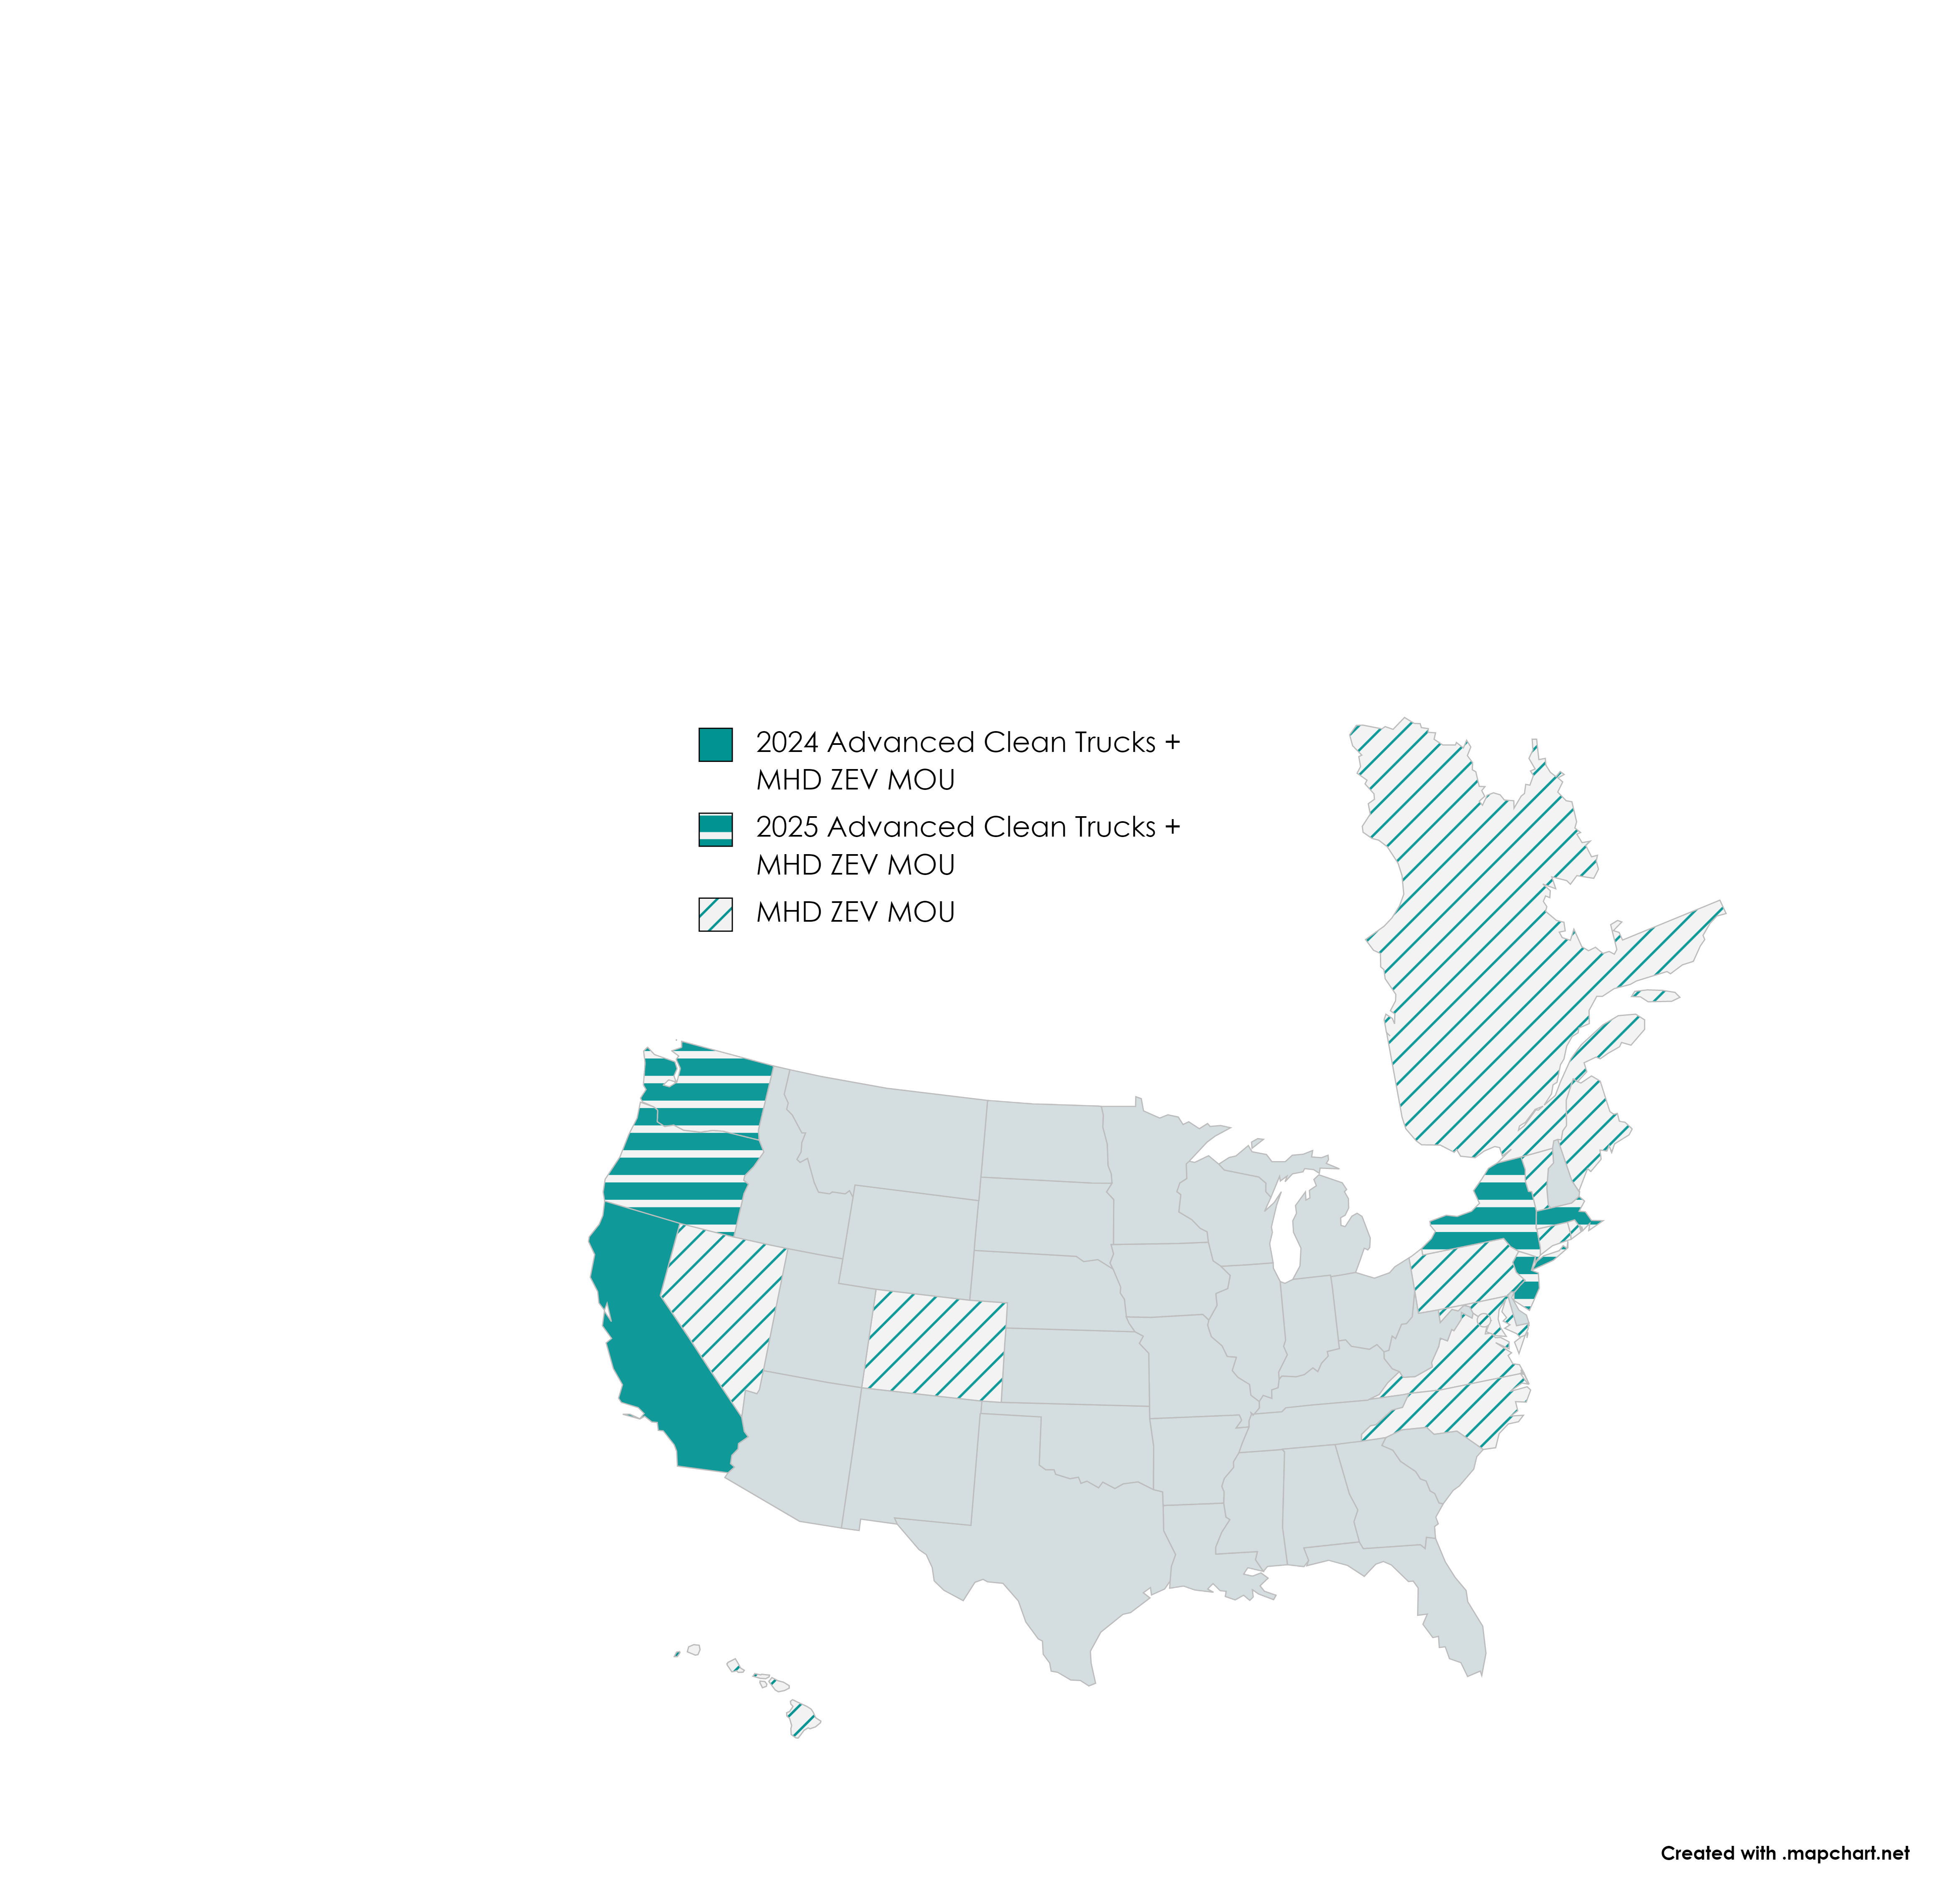 2024 Advanced Clean Trucks +
MHD ZEV MOU
2025 Advanced Clean Trucks +
MHD ZEV MOU
MHD ZEV MOU
Created with .mapchart.net